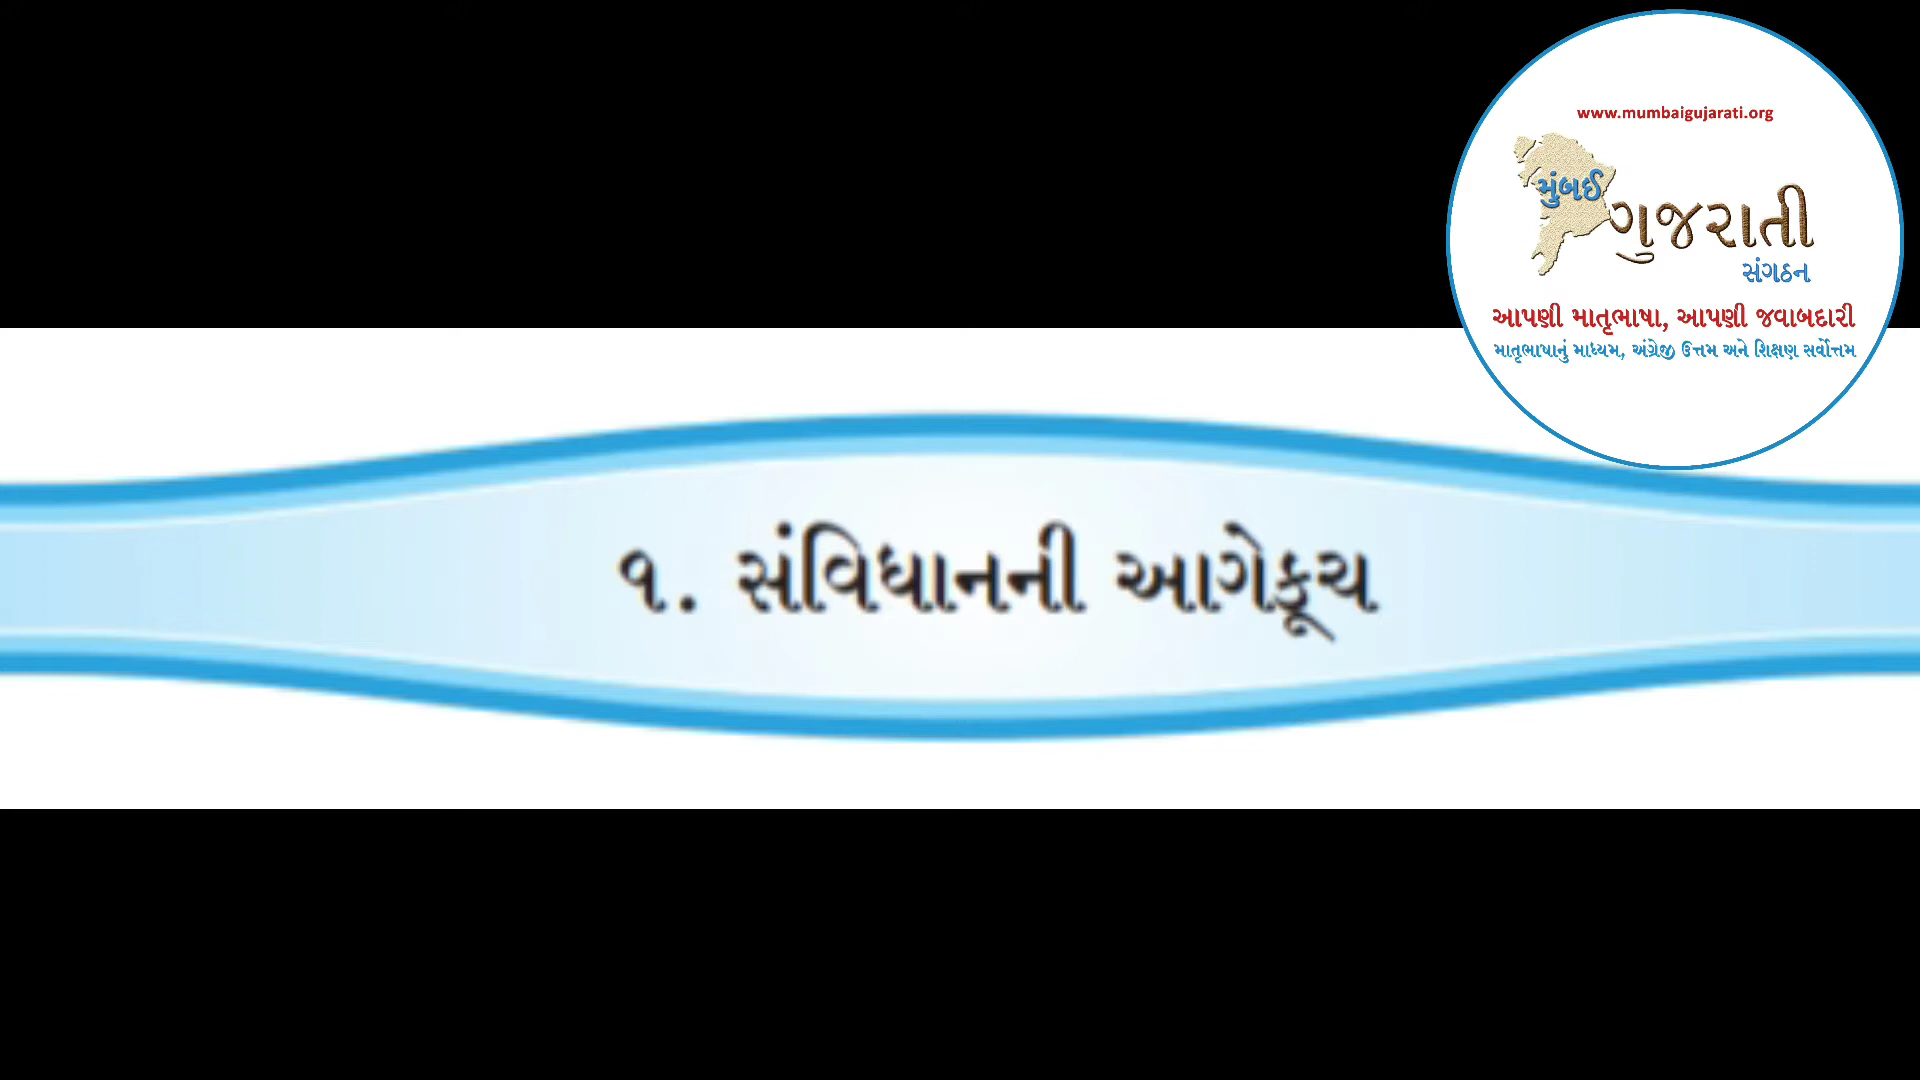 www.mumbaigujarati.org
મુંબઈ
ગુજરાતી
સંગઠન
આપણી માતૃભાષા, આપણી જવાબદારી
માતૃભાષાનું માધ્યમ, અંગ્રેજી ઉત્તમ અને શિક્ષણ સર્વોત્તમ
૧. સંવિધાનની આગેકૂચ